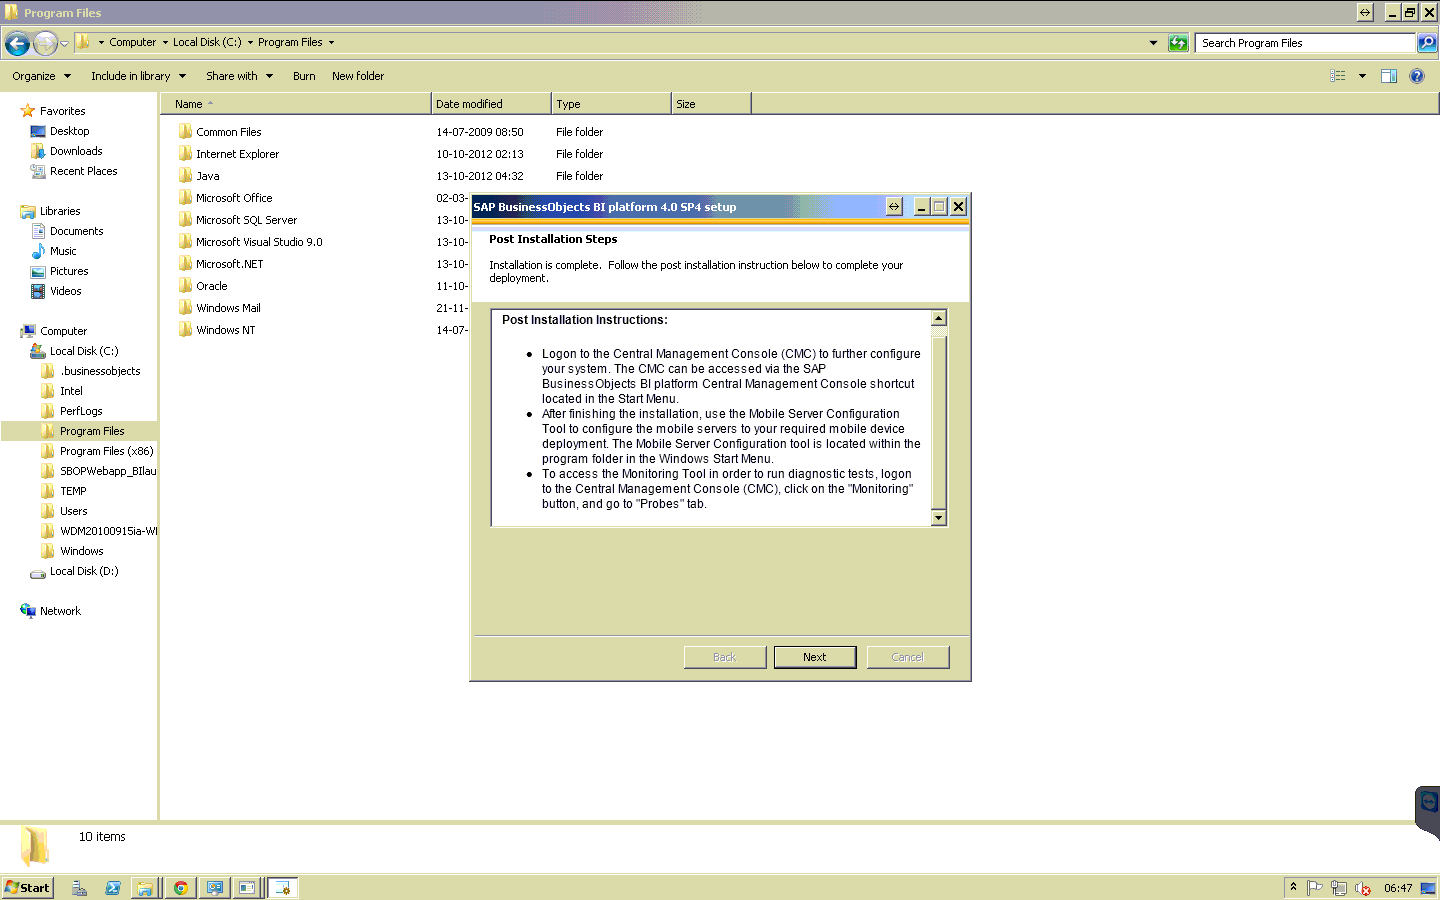 Program Files
Computer
Local Disk (C:)
Program Files
Search Program Files
Organize
Include in library
Share with
Burn
New folder
Favorites
Desktop
Downloads
Recent Places
Libraries
Documents
Music
Pictures
Videos
Computer
Local Disk (C:)
.businessobjects
Intel
PerfLogs
Program Files
Program Files (x86)
SBOPWebapp_BIlau
TEMP
Users
WDM20100915ia-WI
Windows
Local Disk (D:)
Network
Name Date modified Type Size
Common Files 14-07-2009 08:50 File folder
Internet Explorer 10-10-2012 02:13 File folder
Java 13-10-2012 04:32 File folder
Microsoft Office 02-03-
Microsoft SQL Server 13-10-
Microsoft Visual Studio 9.0 13-10-
Microsoft.NET 13-10-
Oracle 11-10-
Windows Mail 21-11-
Windows NT 14-07-
SAP BusinessObjects BI platform 4.0 SP4 setup
Post Installation Steps
Installation is complete.  Follow the post installation instruction below to complete your
deployment.
Post Installation Instructions:
• Logon to the Central Management Console (CMC) to further configure
your system. The CMC can be accessed via the SAP
BusinessObjects BI platform Central Management Console shortcut
located in the Start Menu.
• After finishing the installation, use the Mobile Server Configuration
Tool to configure the mobile servers to your required mobile device
deployment. The Mobile Server Configuration tool is located within the
program folder in the Windows Start Menu.
• To access the Monitoring Tool in order to run diagnostic tests, logon
to the Central Management Console (CMC), click on the "Monitoring"
button, and go to "Probes" tab.
Back
Next
Cancel
10 items
Start
06:47